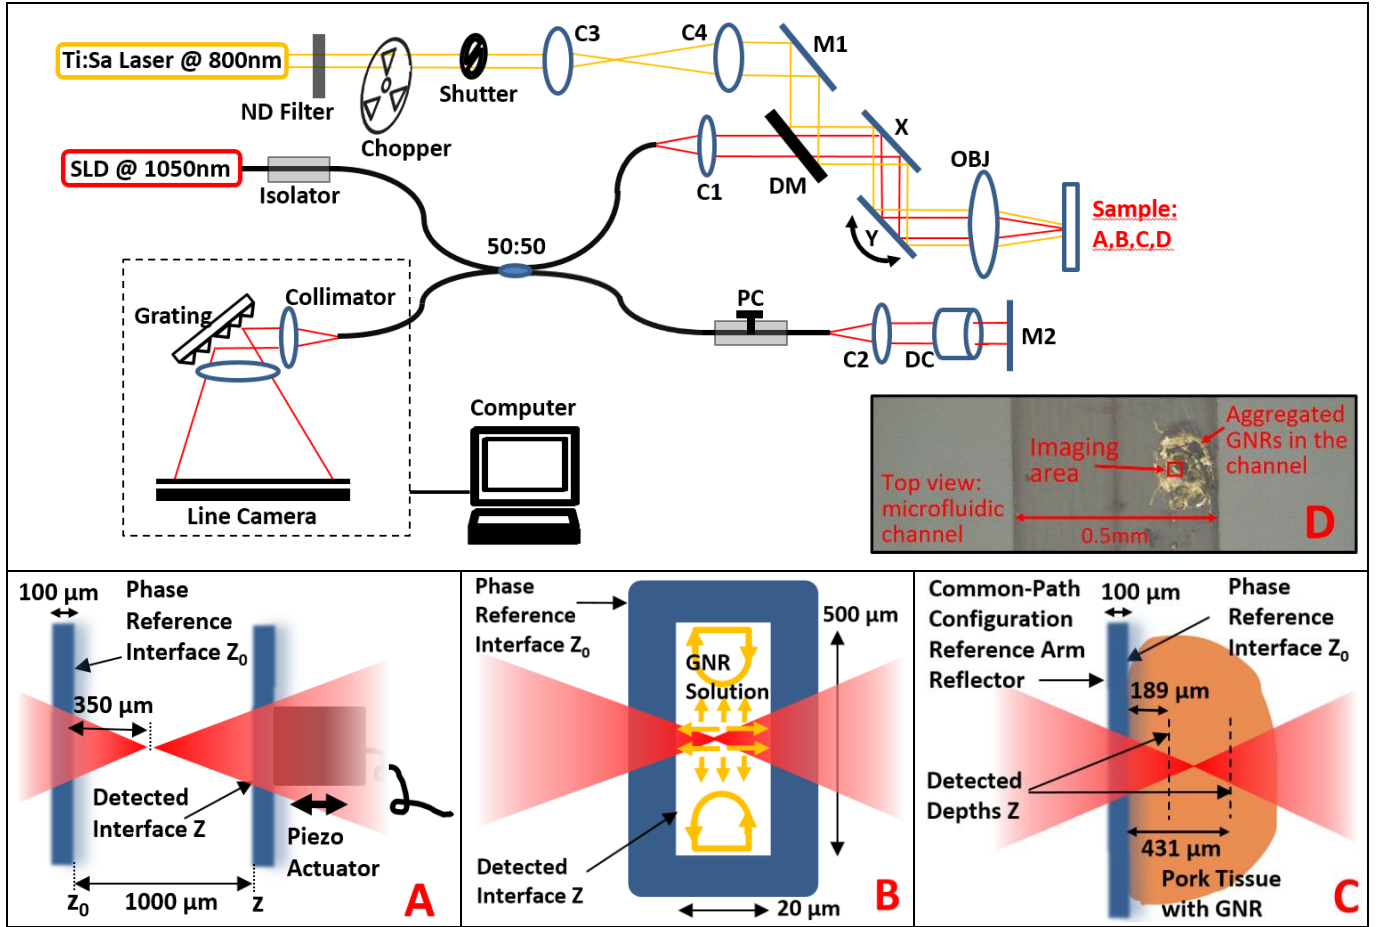 Ti:Sa Laser @ 800nm
ND Filter
Chopper
Shutter
C3
C4
M1
SLD @ 1050nm
Isolator
C1
DM
X
OBJ
Y
Sample:
A,B,C,D
50:50
Grating
Collimator
PC
C2
DC
M2
Computer
Line Camera
Imaging
area
Aggregated
GNRs in the
channel
Top view:
microfluidic
channel
0.5mm
D
100 µm
Phase
Reference
Interface Z0
350 µm
Detected
Interface Z
Piezo
Actuator
z0
1000 µm
z
A
Phase
Reference
Interface Z0
500 µm
GNR
Solution
Detected
Interface Z
20 µm
B
Common-Path
Configuration
Reference Arm
Reflector
100 µm
Phase
Reference
Interface Z0
189 µm
Detected
Depths Z
431 µm
Pork Tissue
with GNR
C